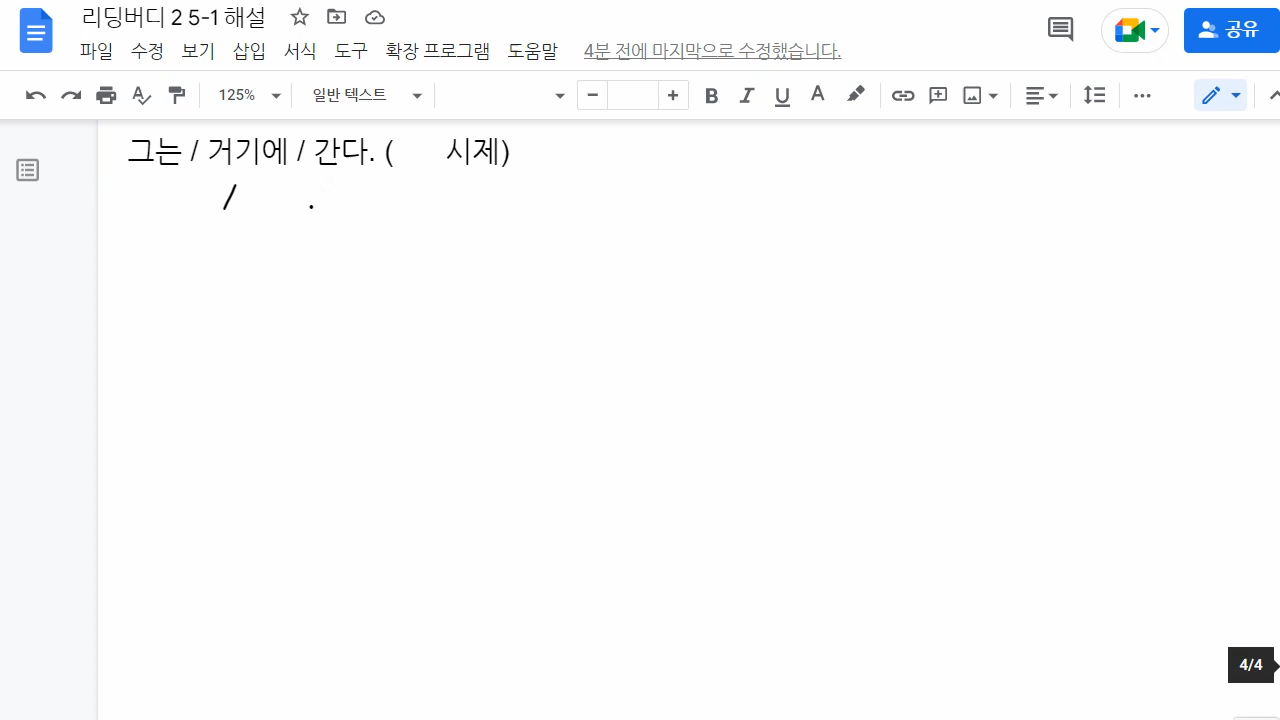 리딩버디 2 5-1 해설
파일 수정 보기 삽입 서식 도구 확장 프로그램 도움말 4분 전에 마지막으로 수정했습니다.
공유
125% 일반 텍스트 − + B I U A
그는 / 거기에 / 간다. ( 시제)
/ .
4/4